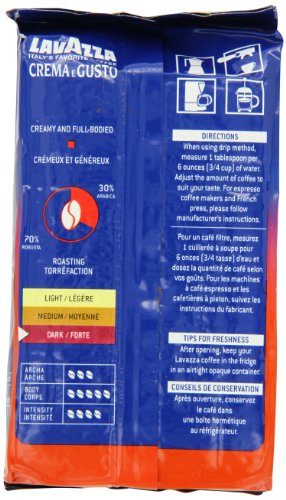 LAVAZZA
ITALY'S FAVORITE COFFEE
CREMA E GUSTO
CREAMY AND FULL-BODIED
CRÉMEUX ET GÉNÉREUX
30%
ARABICA
70%
ROBUSTA
ROASTING
TORRÉFACTION
LIGHT / LÉGÈRE
MEDIUM / MOYENNE
DARK / FORTE
AROMA
ARÔME
BODY
CORPS
INTENSITY
INTENSITÉ
DIRECTIONS
When using drip method,
measure 1 tablespoon per
6 ounces (3/4 cup) of water.
Adjust the amount of coffee to
suit your taste. For espresso
coffee makers and French
press, please follow
manufacturer's instructions.
Pour un café filtre, mesurez
1 cuillerée à soupe pour
6 onces (3/4 tasse) d'eau et
dosez la quantité de café selon
vos goûts. Pour les machines
à café espresso et les
cafetières à piston, suivez les
instructions du fabricant.
TIPS FOR FRESHNESS
After opening, keep your
Lavazza coffee in the fridge
in an airtight opaque container.
CONSEILS DE CONSERVATION
Après ouverture, conservez
le café dans une
boîte hermétique
au réfrigérateur.